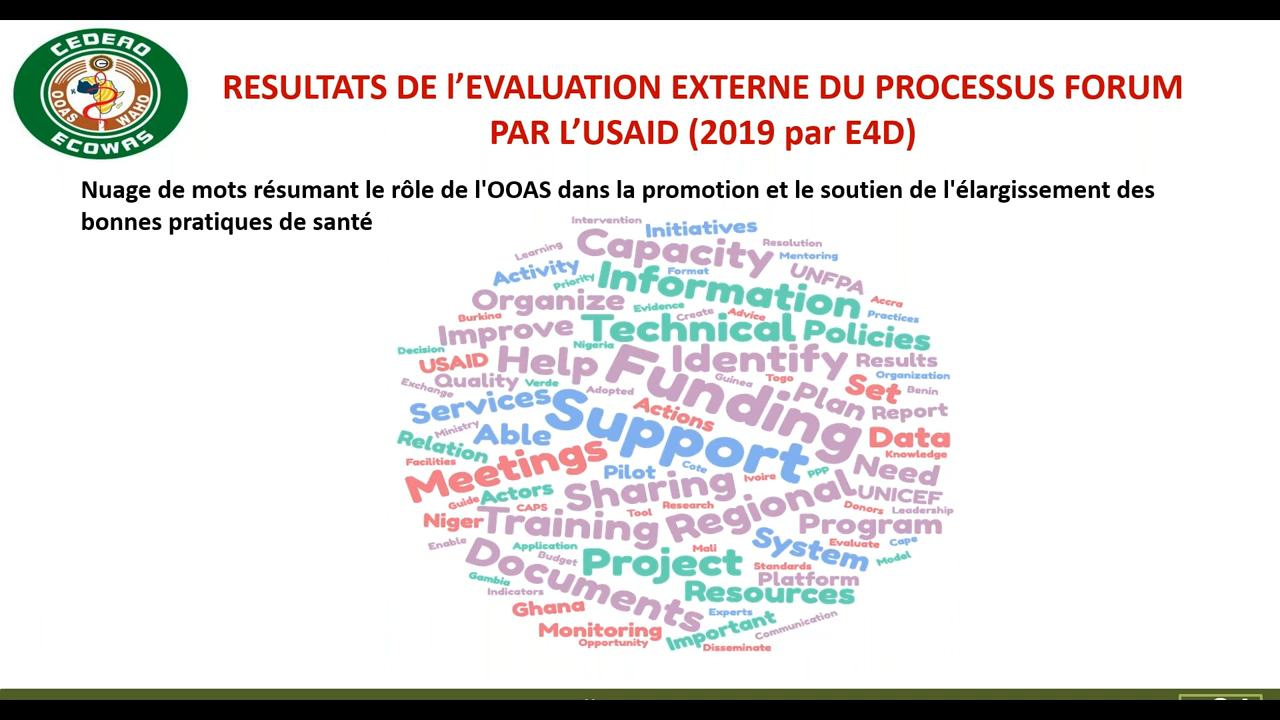 CEDEAO
OOAS WAHO
ECOWAS
RESULTATS DE l’EVALUATION EXTERNE DU PROCESSUS FORUM
PAR L’USAID (2019 par E4D)
Nuage de mots résumant le rôle de l'OOAS dans la promotion et le soutien de l'élargissement des
bonnes pratiques de santé
Intervention
Initiatives
Learning
Capacity
Resolution
Mentoring
Activity
Priority
Information
Format
UNFPA
Organize
Evidence
Accra
Burkina
Create
Advice
Practices
Improve
Technical
Policies
Decision
Nigeria
USAID
Help
Funding
Identify
Results
Exchange
Quality
Verde
Adopted
Guinea
Togo
Organization
Plan
Set
Benin
Services
Support
Actions
Report
Ministry
Able
Data
Relation
Knowledge
Facilities
Meetings
Pilot
Cote
Ivoire
PPP
Need
Guide
Actors
Sharing
Regional
UNICEF
CAPS
Tool
Research
Donors
Leadership
Niger
Training
Program
Enable
Application
Budget
Mali
System
Evaluate
Cape
Model
Documents
Project
Standards
Platform
Gambia
Indicators
Resources
Ghana
Experts
Monitoring
Important
Communication
Opportunity
Disseminate